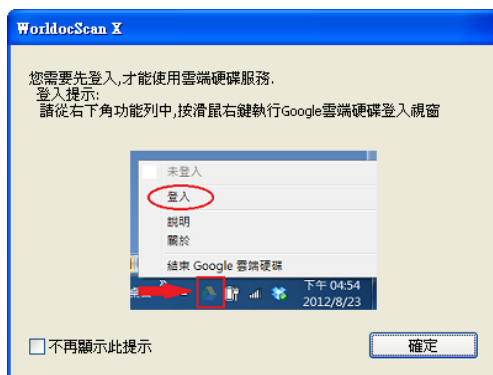 WorldocScan X
您需要先登入,才能使用雲端硬碟服務.
登入提示:
請從右下角功能列中,按滑鼠右鍵執行Google雲端硬碟登入視窗
未登入
登入
說明
關於
結束 Google 雲端硬碟
下午 04:54
2012/8/23
不再顯示此提示
確定